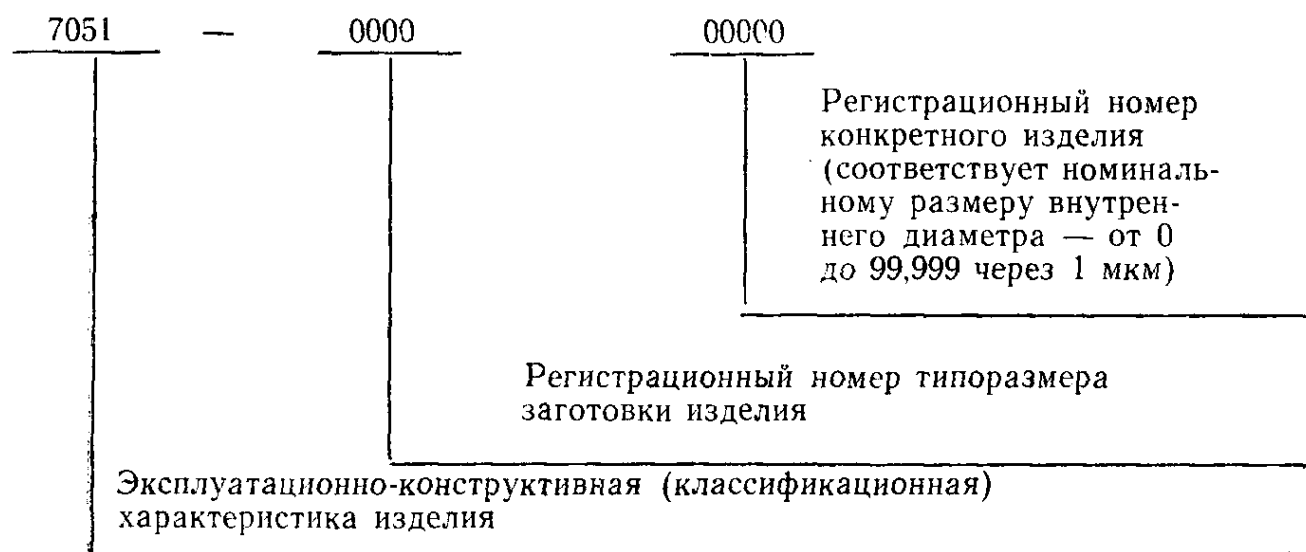 7051 — 0000 00000
Регистрационный номер
конкретного изделия
(соответствует номиналь-
ному размеру внутрен-
него диаметра — от 0
до 99,999 через 1 мкм)
Регистрационный номер типоразмера
заготовки изделия
Эксплуатационно-конструктивная (классификационная)
характеристика изделия